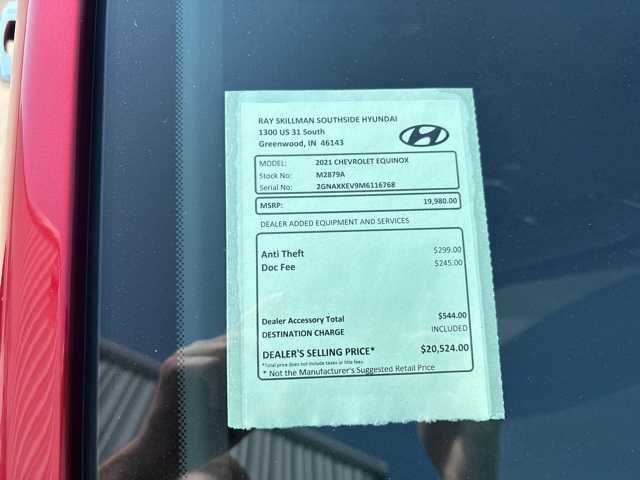 RAY SKILLMAN SOUTHSIDE HYUNDAI
1300 US 31 South
Greenwood, IN 46143
MODEL: 2021 CHEVROLET EQUINOX
Stock No: M2879A
Serial No: 2GNAXKEV9M6116768
MSRP: 19,980.00
DEALER ADDED EQUIPMENT AND SERVICES
Anti Theft $299.00
Doc Fee $245.00
Dealer Accessory Total $544.00
DESTINATION CHARGE INCLUDED
DEALER'S SELLING PRICE* $20,524.00
*Total price does not include taxes or title fees
* Not the Manufacturer's Suggested Retail Price